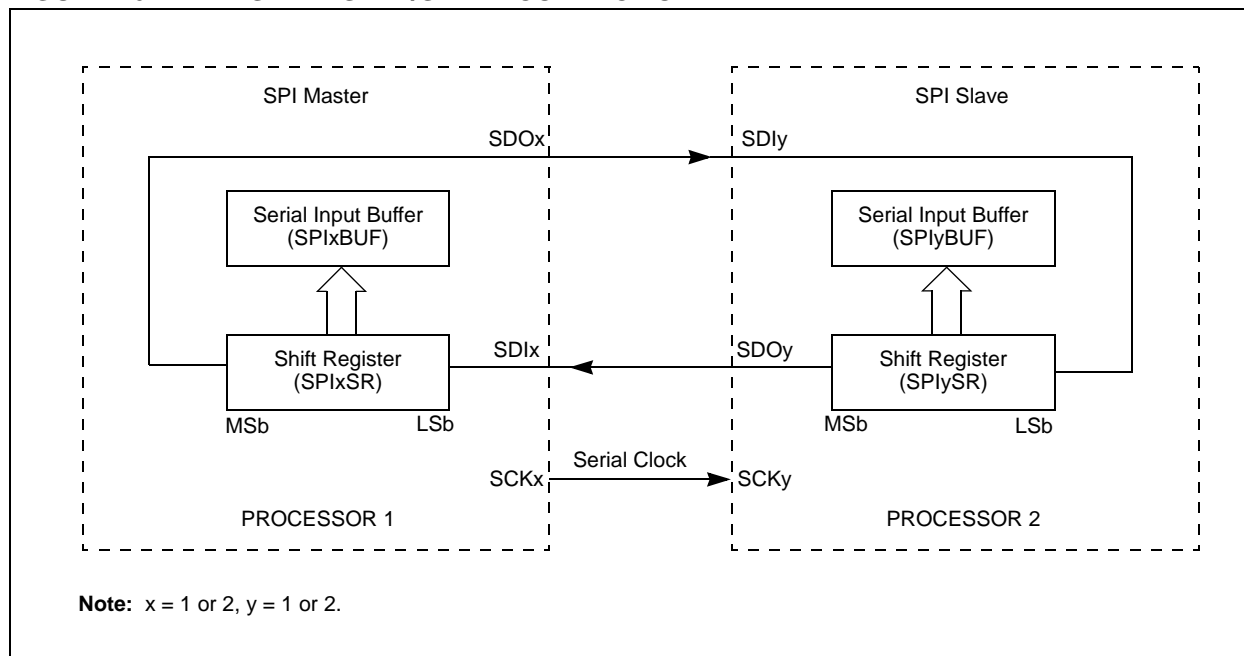 SPI Master
SPI Slave
SDOx
SDIy
Serial Input Buffer
(SPIxBUF)
Serial Input Buffer
(SPIyBUF)
Shift Register
(SPIxSR)
SDIx
SDOy
Shift Register
(SPIySR)
MSb
LSb
MSb
LSb
Serial Clock
SCKx
SCKy
PROCESSOR 1
PROCESSOR 2
Note: x = 1 or 2, y = 1 or 2.